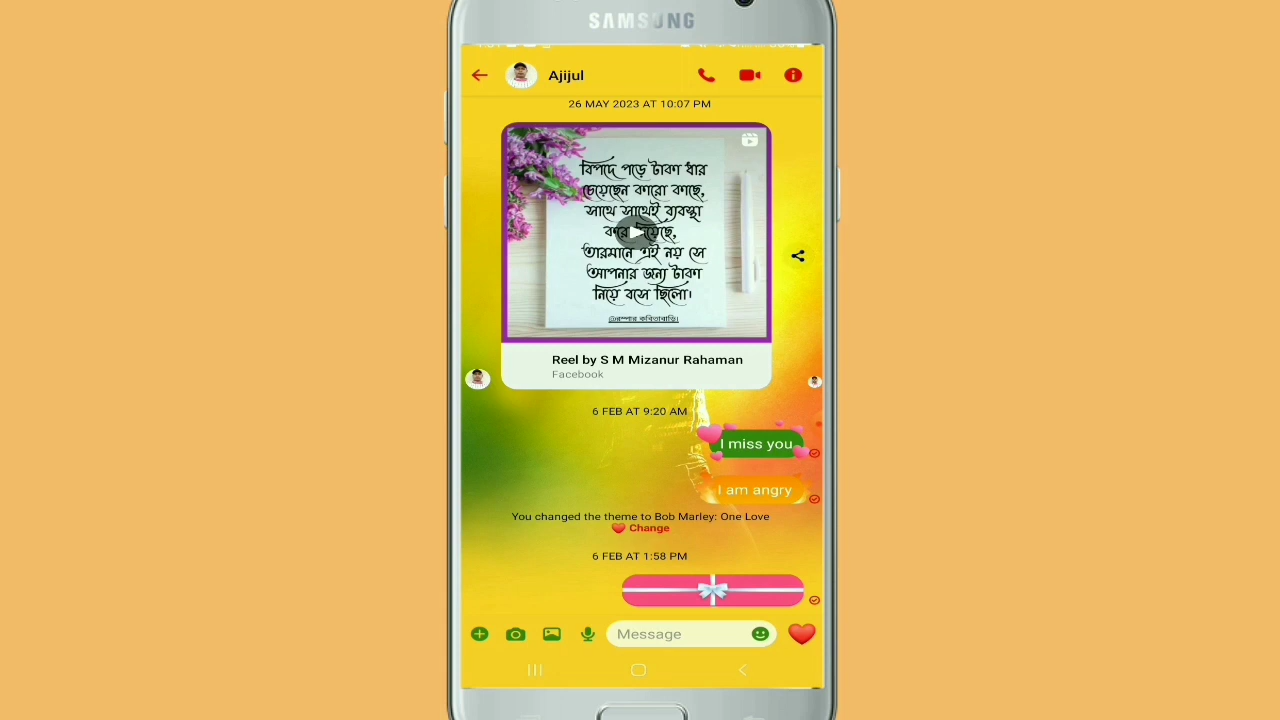 SAMSUNG
Ajijul
26 MAY 2023 AT 10:07 PM
বিপদে পড়ে টাকা ধার
চেয়েছেন কারো কাছে,
সাথে সাথেই ব্যবস্থা
করে দিয়েছে,
তারমানে এই নয় সে
আপনার জন্য টাকা
নিয়ে বসে ছিলো।
Reel by S M Mizanur Rahaman
Facebook
6 FEB AT 9:20 AM
I miss you
I am angry
You changed the theme to Bob Marley: One Love
Change
6 FEB AT 1:58 PM
Message